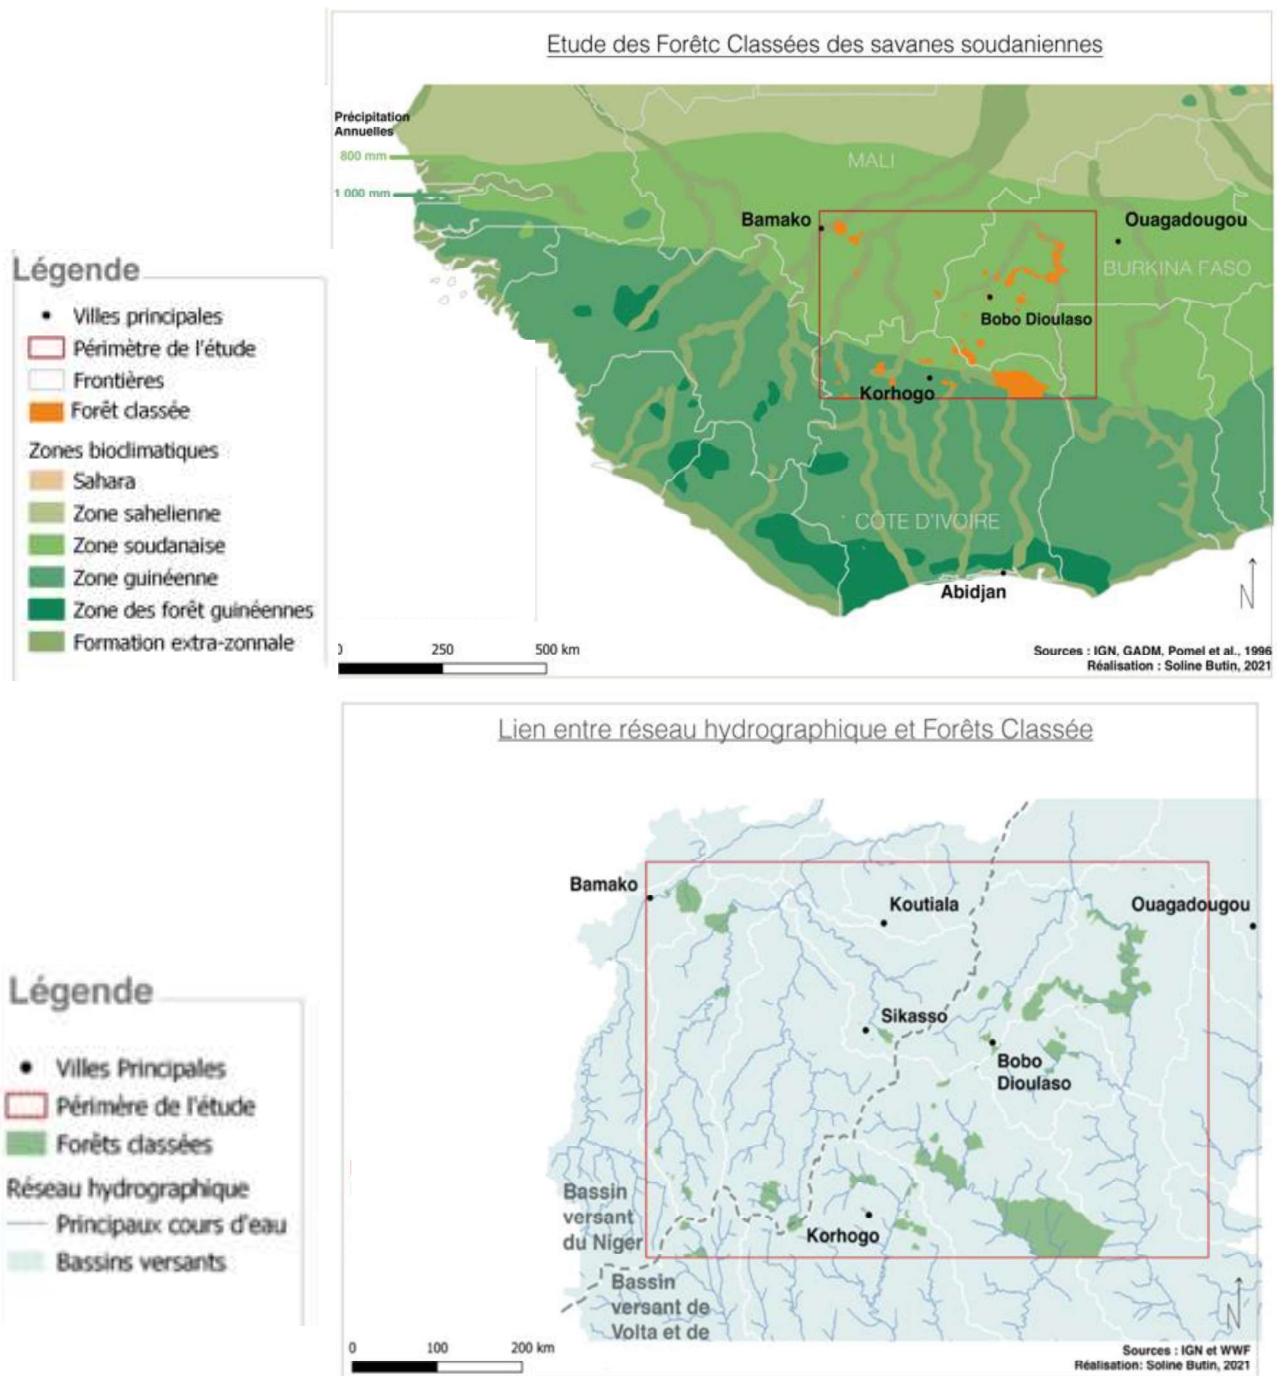 Etude des Forêtc Classées des savanes soudaniennes
Précipitation
Annuelles
800 mm
1 000 mm
MALI
Bamako
Ouagadougou
BURKINA FASO
Bobo Dioulaso
Korhogo
CÔTE D'IVOIRE
Abidjan
N
0 250 500 km
Sources : IGN, GADM, Pomel et al., 1996
Réalisation : Soline Butin, 2021
Légende
Villes principales
Périmètre de l'étude
Frontières
Forêt classée
Zones bioclimatiques
Sahara
Zone sahelienne
Zone soudanaise
Zone guinéenne
Zone des forêt guinéennes
Formation extra-zonnale
Lien entre réseau hydrographique et Forêts Classée
Bamako
Koutiala
Ouagadougou
Sikasso
Bobo
Dioulaso
Bassin
versant
du Niger
Korhogo
Bassin
versant de
Volta et de
N
0 100 200 km
Sources : IGN et WWF
Réalisation: Soline Butin, 2021
Légende
Villes Principales
Périmère de l'étude
Forêts classées
Réseau hydrographique
Principaux cours d'eau
Bassins versants